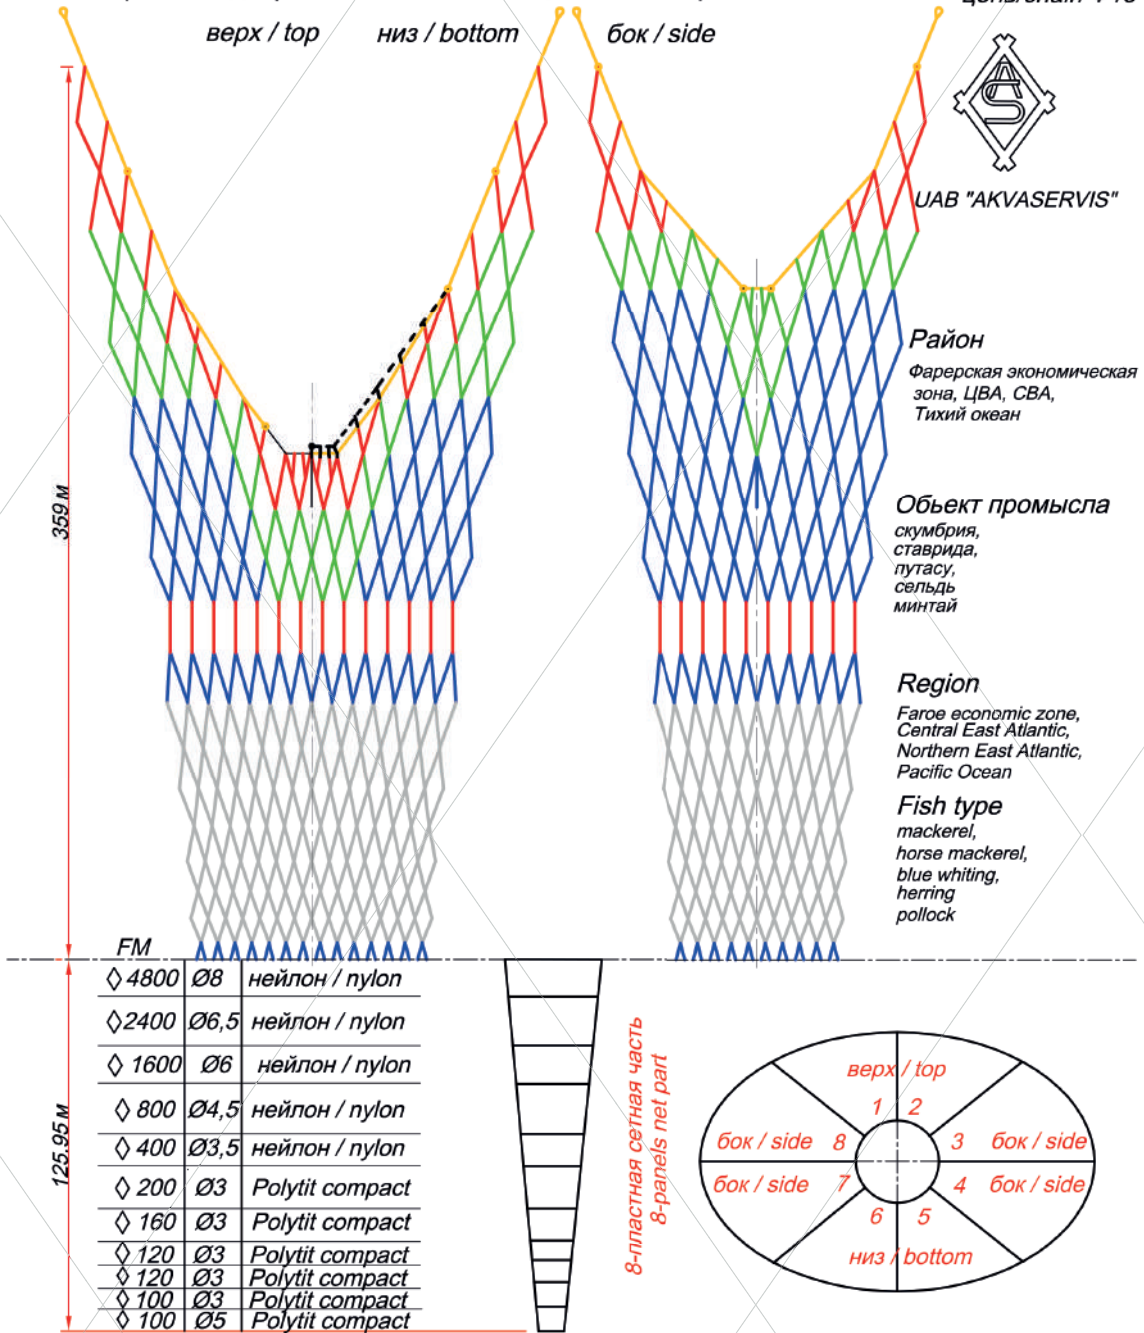 верх / top
низ / bottom
бок / side
UAB "AKVASERVIS"
359 м
Район
Фарерская экономическая
зона, ЦВА, СВА,
Тихий океан
Обьект промысла
скумбрия,
ставрида,
путасу,
сельдь
минтай
Region
Faroe economic zone,
Central East Atlantic,
Northern East Atlantic,
Pacific Ocean
Fish type
mackerel,
horse mackerel,
blue whiting,
herring
pollock
FM
◊ 4800 Ø8 нейлон / nylon
◊2400 Ø6,5 нейлон / nylon
◊ 1600 Ø6 нейлон / nylon
◊ 800 Ø4,5 нейлон / nylon
◊ 400 Ø3,5 нейлон / nylon
◊ 200 Ø3 Polytit compact
◊ 160 Ø3 Polytit compact
◊ 120 Ø3 Polytit compact
◊ 120 Ø3 Polytit compact
◊ 100 Ø3 Polytit compact
◊ 100 Ø5 Polytit compact
125.95 м
8-пластная сетная часть
8-panels net part
верх / top
1 2
бок / side 8 3 бок / side
бок / side 7 4 бок / side
6 5
низ / bottom